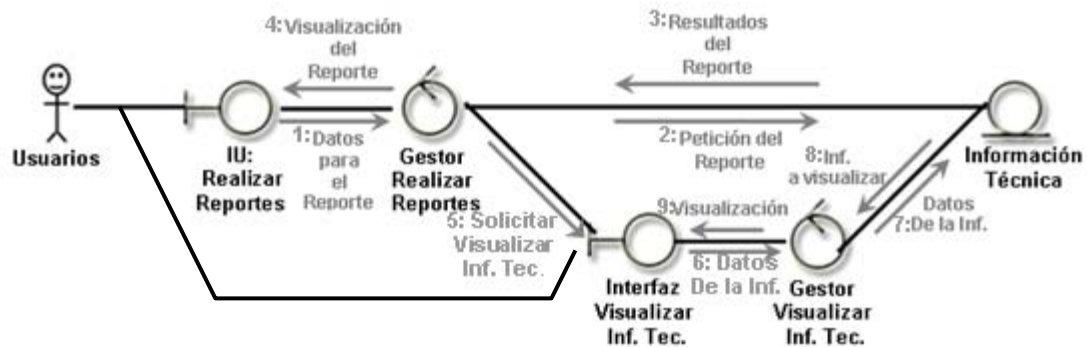 4:Visualización
del
Reporte
3:Resultados
del
Reporte
Usuarios
IU:
Realizar
Reportes
1:Datos
para
el
Reporte
Gestor
Realizar
Reportes
2:Petición del
Reporte
8:Inf.
a visualizar
Información
Técnica
Datos
7:De la Inf.
5: Solicitar
Visualizar
Inf. Tec.
9:Visualización
6: Datos
De la Inf.
Interfaz
Visualizar
Inf. Tec.
Gestor
Visualizar
Inf. Tec.